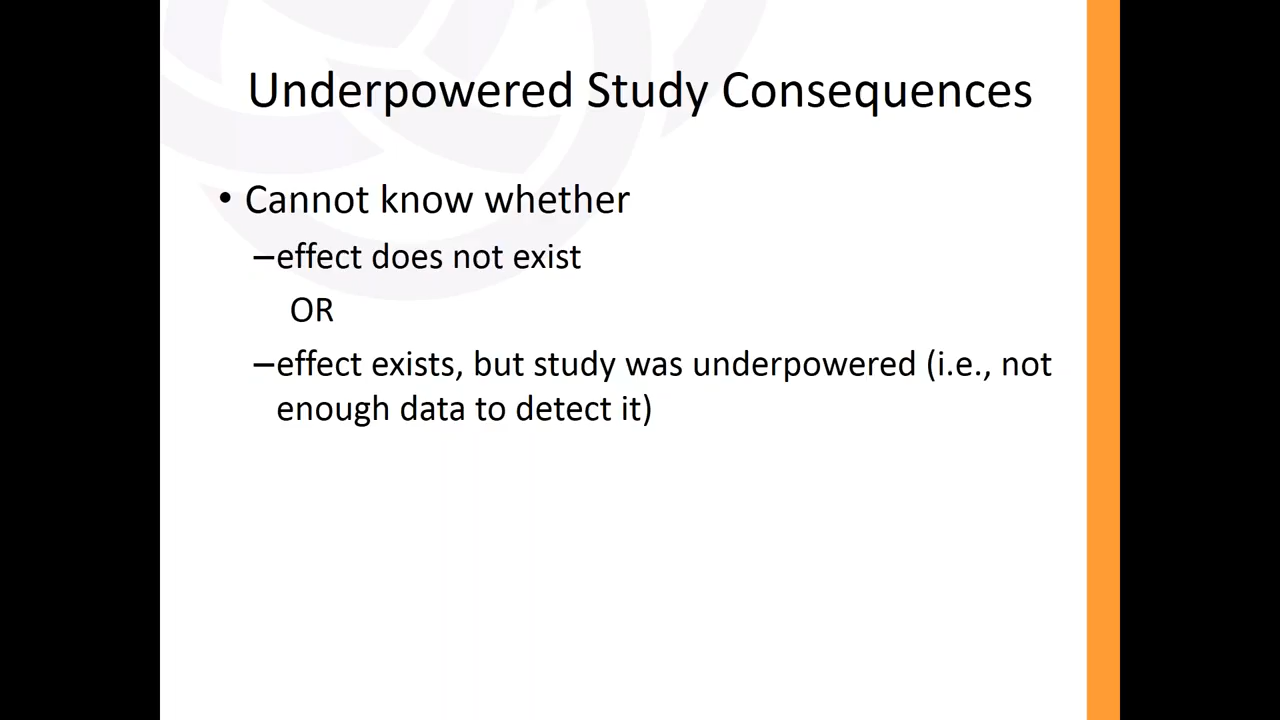 Underpowered Study Consequences
• Cannot know whether
–effect does not exist
OR
–effect exists, but study was underpowered (i.e., not
enough data to detect it)